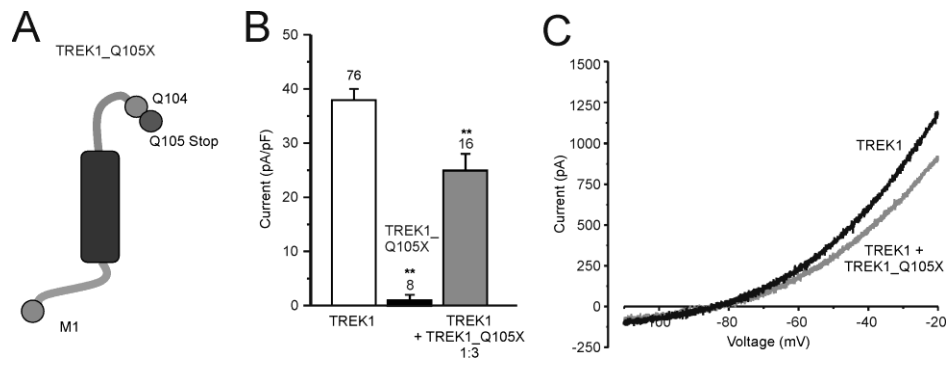 A
TREK1_Q105X
Q104
Q105 Stop
M1
B
50
40
30
20
10
0
Current (pA/pF)
76
TREK1_
Q105X
**
8
**
16
TREK1
TREK1
+ TREK1_Q105X
1:3
C
1500
1250
1000
750
500
250
0
-250
Current (pA)
TREK1
TREK1 +
TREK1_Q105X
-100
-80
-60
-40
-20
Voltage (mV)